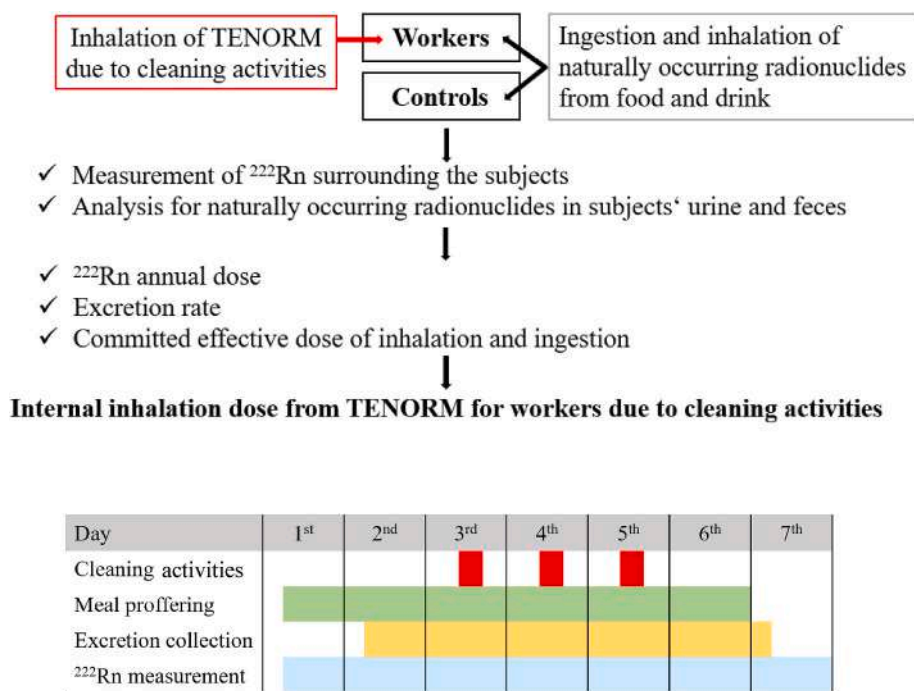 Inhalation of TENORM
due to cleaning activities
Workers
Controls
Ingestion and inhalation of
naturally occurring radionuclides
from food and drink
✓ Measurement of ²²²Rn surrounding the subjects
✓ Analysis for naturally occurring radionuclides in subjects‘ urine and feces
✓ ²²²Rn annual dose
✓ Excretion rate
✓ Committed effective dose of inhalation and ingestion
Internal inhalation dose from TENORM for workers due to cleaning activities
Day 1ˢᵗ 2ⁿᵈ 3ʳᵈ 4ᵗʰ 5ᵗʰ 6ᵗʰ 7ᵗʰ
Cleaning activities
Meal proffering
Excretion collection
²²²Rn measurement